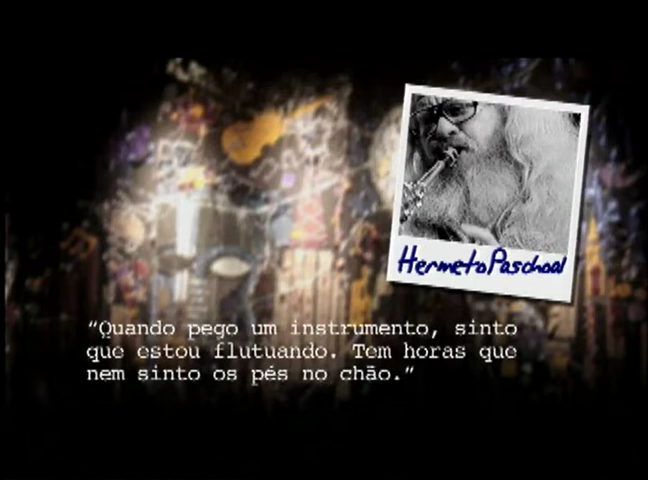 Hermeto Paschoal
"Quando pego um instrumento, sinto
que estou flutuando. Tem horas que
nem sinto os pés no chão."